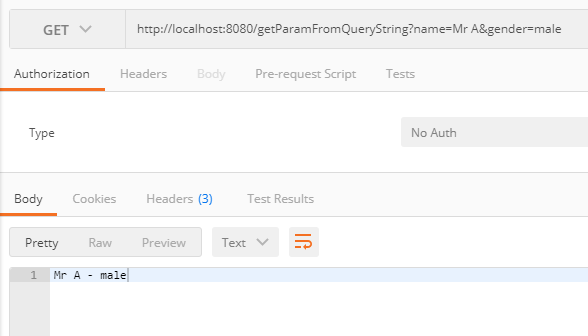 GET http://localhost:8080/getParamFromQueryString?name=Mr A&gender=male
Authorization Headers Body Pre-request Script Tests
Type No Auth
Body Cookies Headers (3) Test Results
Pretty Raw Preview Text
1 Mr A - male